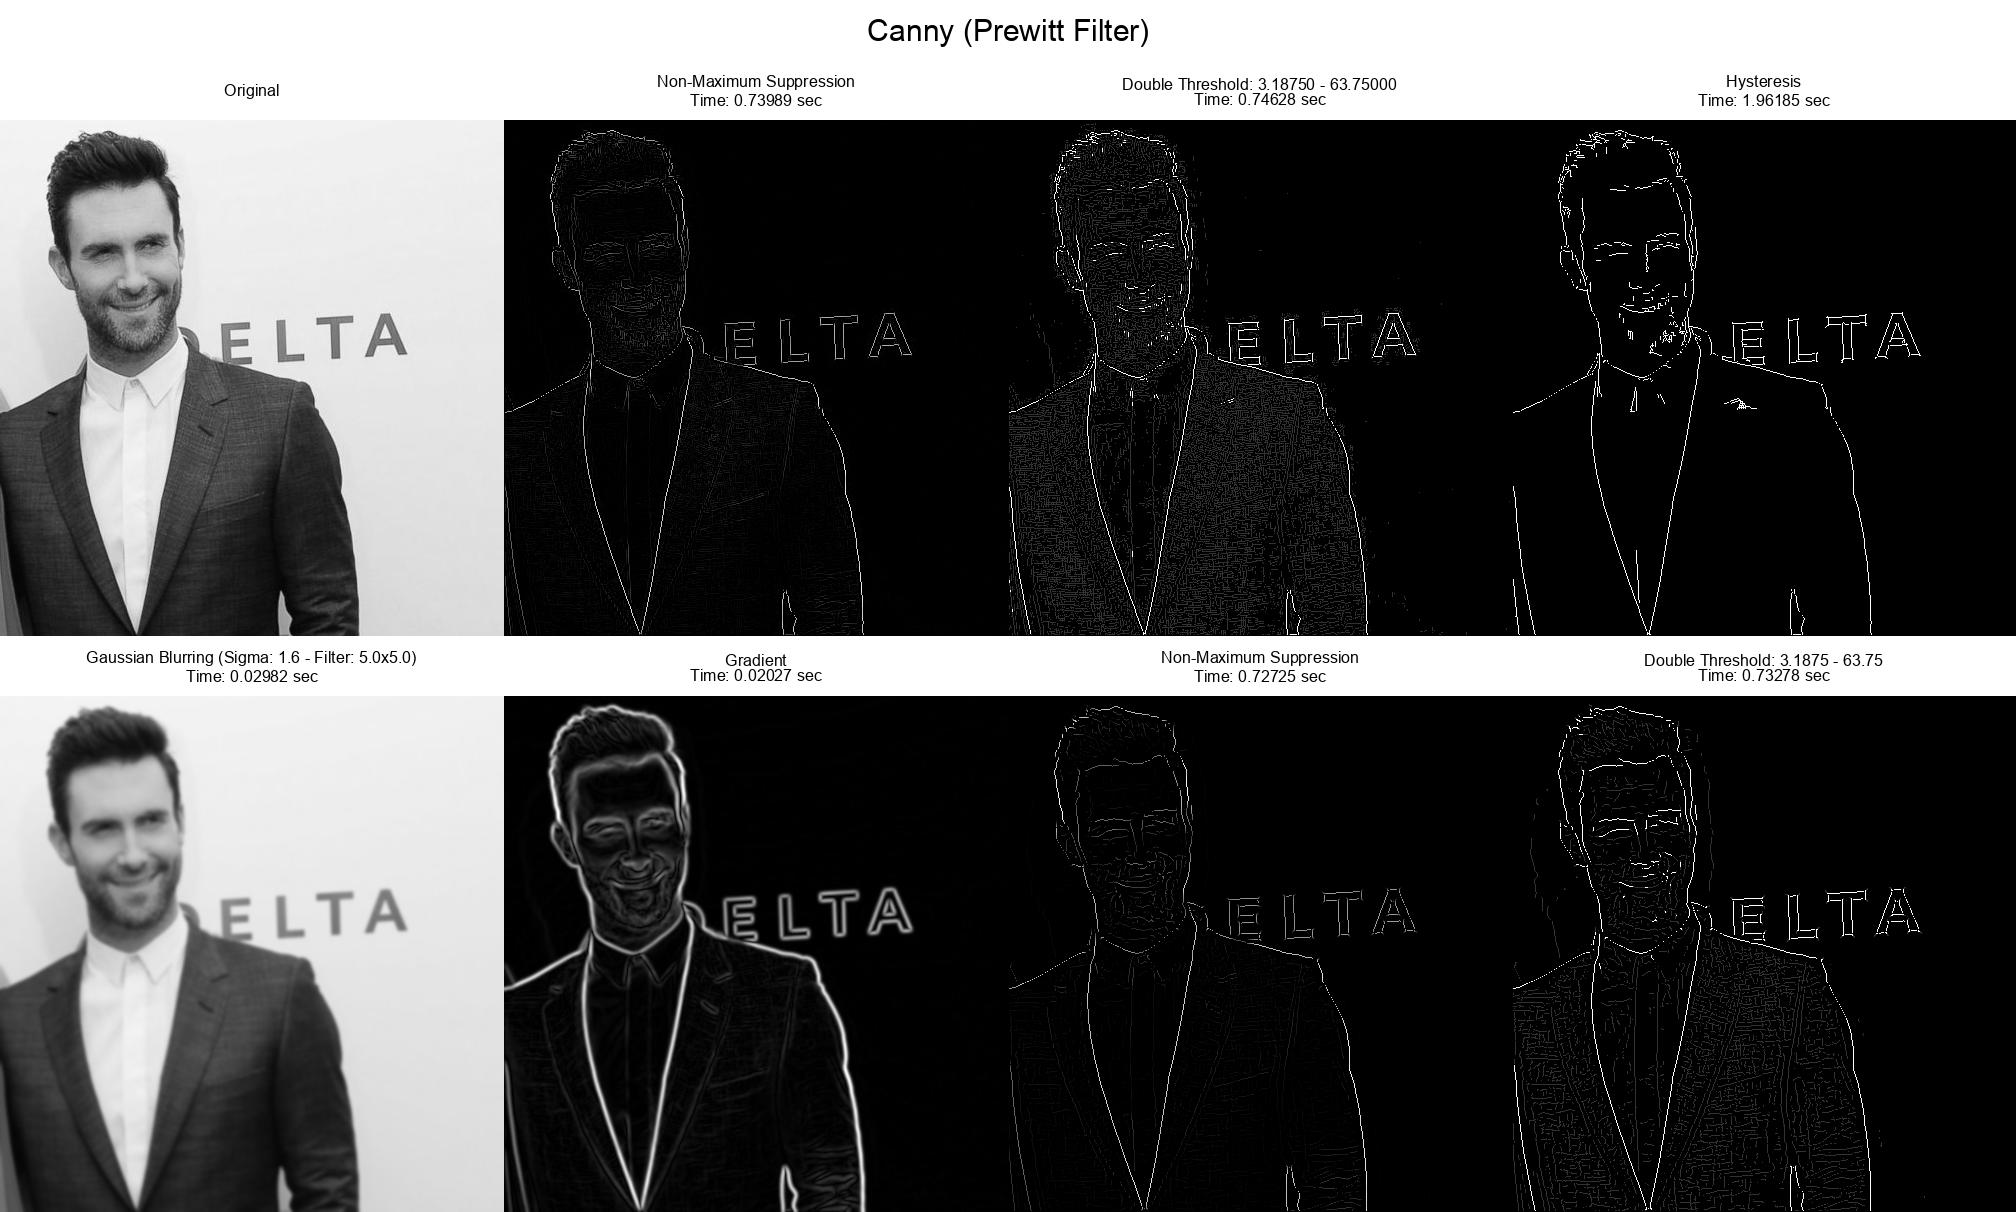 Canny (Prewitt Filter)
Original
Non-Maximum Suppression
Time: 0.73989 sec
Double Threshold: 3.18750 - 63.75000
Time: 0.74628 sec
Hysteresis
Time: 1.96185 sec
ELTA
ELTA
ELTA
ELTA
Gaussian Blurring (Sigma: 1.6 - Filter: 5.0x5.0)
Time: 0.02982 sec
Gradient
Time: 0.02027 sec
Non-Maximum Suppression
Time: 0.72725 sec
Double Threshold: 3.1875 - 63.75
Time: 0.73278 sec
ELTA
ELTA
ELTA
ELTA